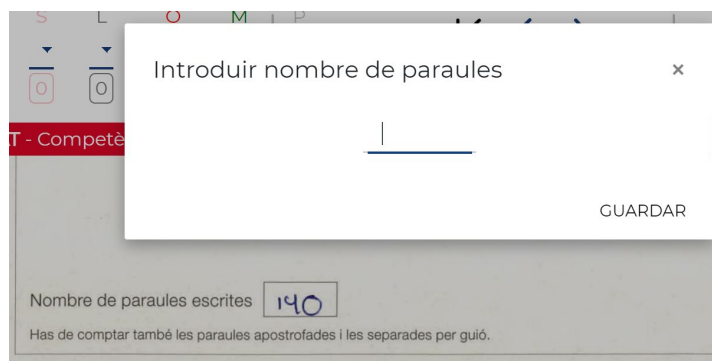 S L O M P
0 0
T - Competè
Introduir nombre de paraules ×
GUARDAR
Nombre de paraules escrites 140
Has de comptar també les paraules apostrofades i les separades per guió.